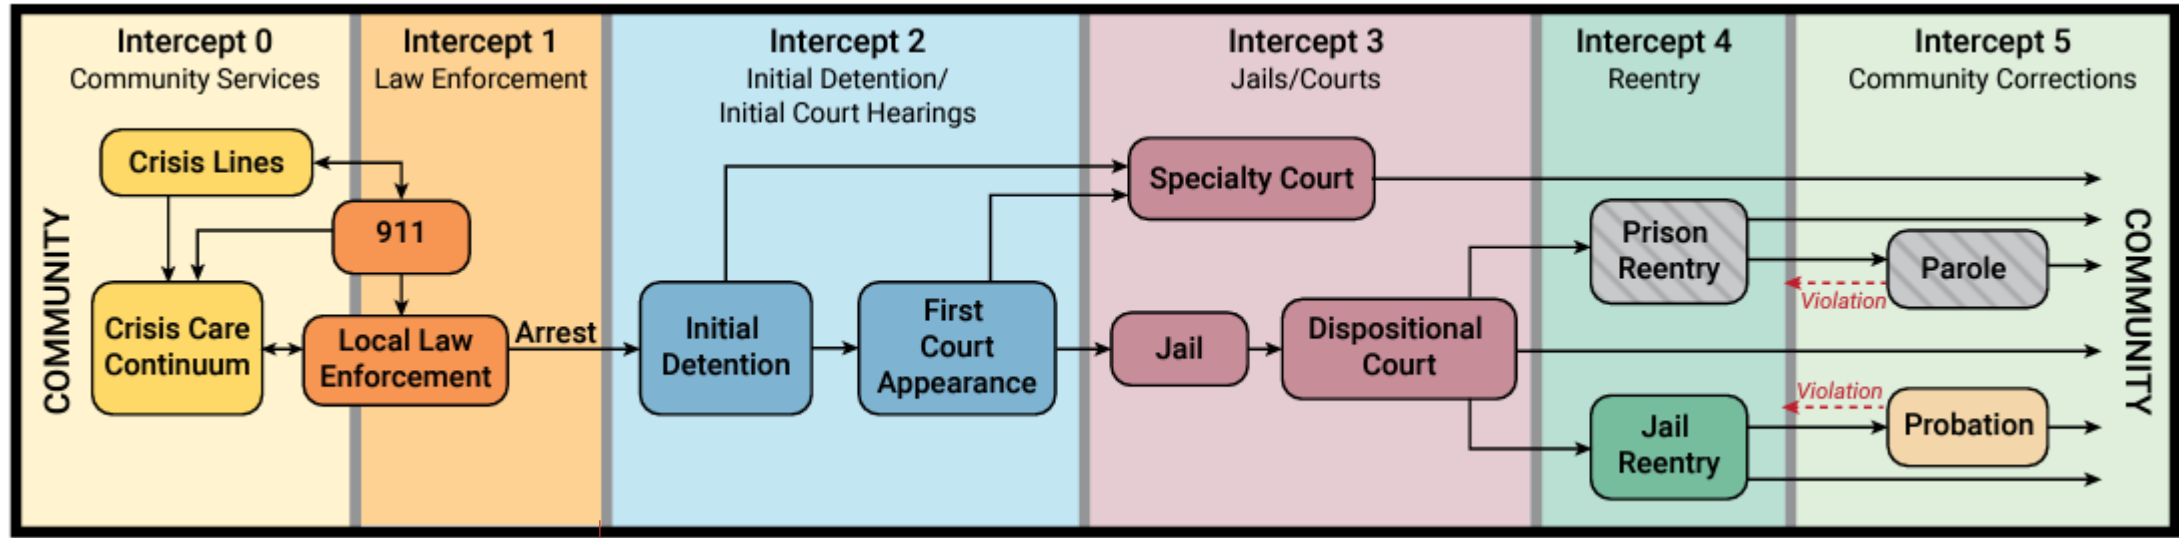 Intercept 0
Community Services
Intercept 1
Law Enforcement
Intercept 2
Initial Detention/
Initial Court Hearings
Intercept 3
Jails/Courts
Intercept 4
Reentry
Intercept 5
Community Corrections
COMMUNITY
Crisis Lines
911
Crisis Care
Continuum
Local Law
Enforcement
Arrest
Initial
Detention
First
Court
Appearance
Specialty Court
Jail
Dispositional
Court
Prison
Reentry
Parole
Violation
Violation
Jail
Reentry
Probation
COMMUNITY